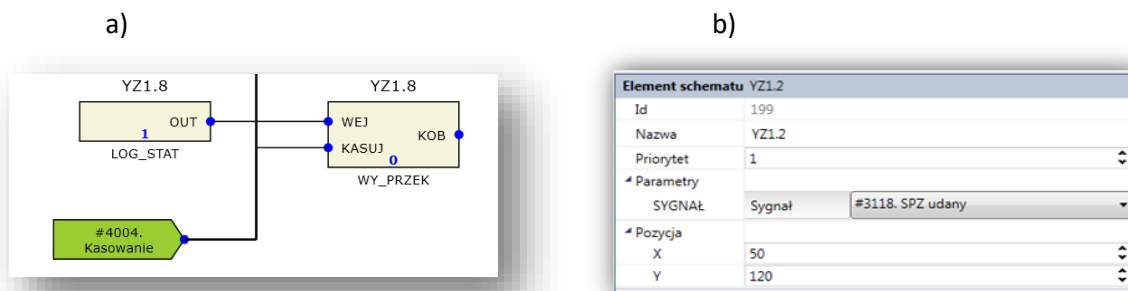 a)
b)
YZ1.8
OUT
1
LOG_STAT
YZ1.8
WEJ
KOB
KASUJ
0
WY_PRZEK
#4004.
Kasowanie
Element schematu YZ1.2
Id 199
Nazwa YZ1.2
Priorytet 1
Parametry
SYGNAŁ Sygnał #3118. SPZ udany
Pozycja
X 50
Y 120